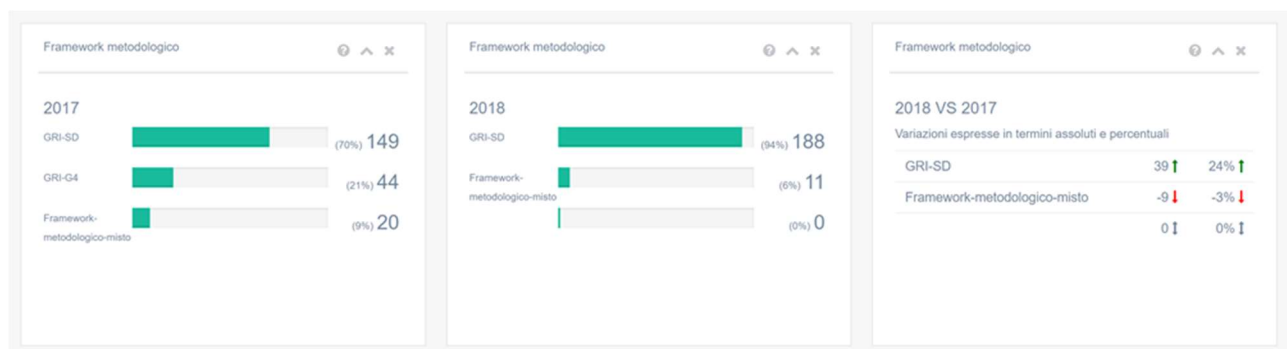 Framework metodologico
2017
GRI-SD (70%) 149
GRI-G4 (21%) 44
Framework-
metodologico-misto (9%) 20
Framework metodologico
2018
GRI-SD (94%) 188
Framework-
metodologico-misto (6%) 11
(0%) 0
Framework metodologico
2018 VS 2017
Variazioni espresse in termini assoluti e percentuali
GRI-SD 39 24%
Framework-metodologico-misto -9 -3%
0 0%